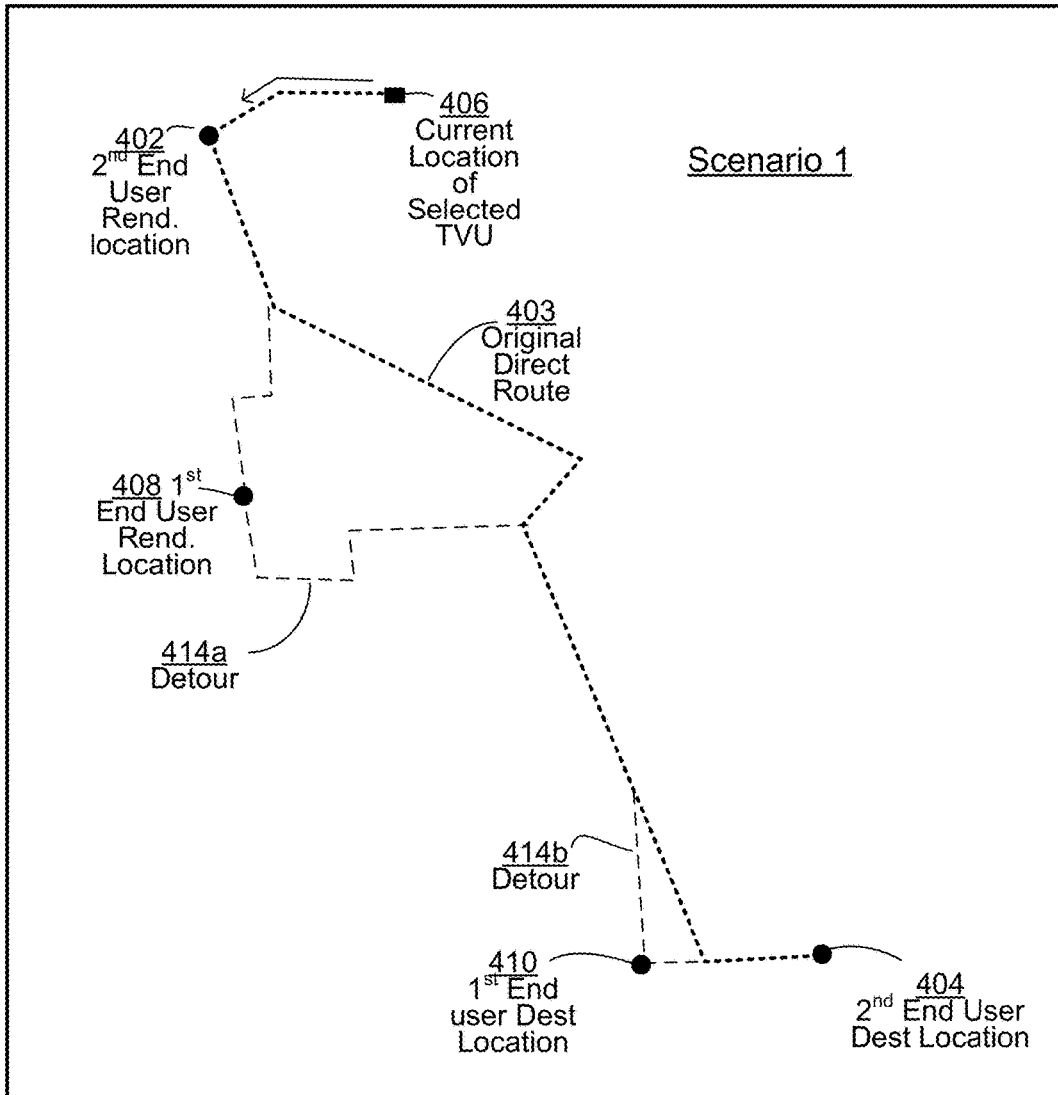 406
Current
Location
of
Selected
TVU
402
2nd End
User
Rend.
location
Scenario 1
403
Original
Direct
Route
408 1st
End User
Rend.
Location
414a
Detour
414b
Detour
410
1st End
user Dest
Location
404
2nd End User
Dest Location